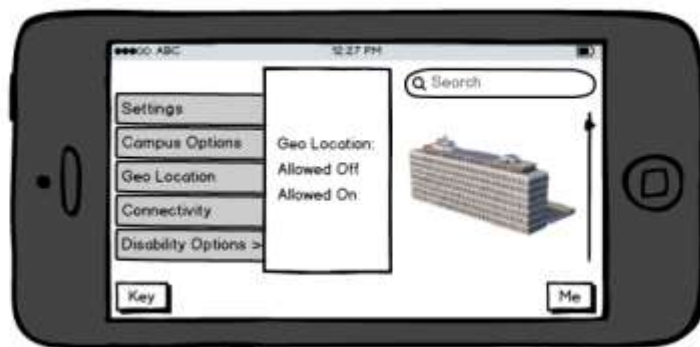 ABC 12:27 PM
Search
Settings
Campus Options
Geo Location
Connectivity
Disability Options >
Geo Location:
Allowed Off
Allowed On
Key
Me